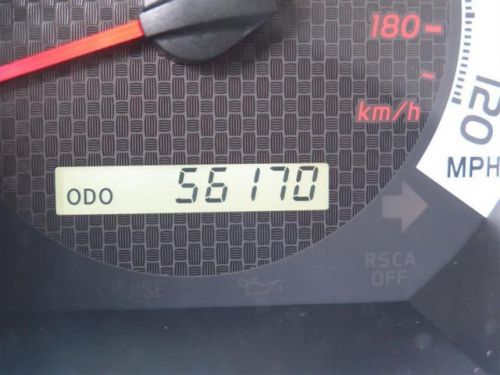 180
km/h
120
MPH
ODO 56170
RSCA
OFF
CRUISE